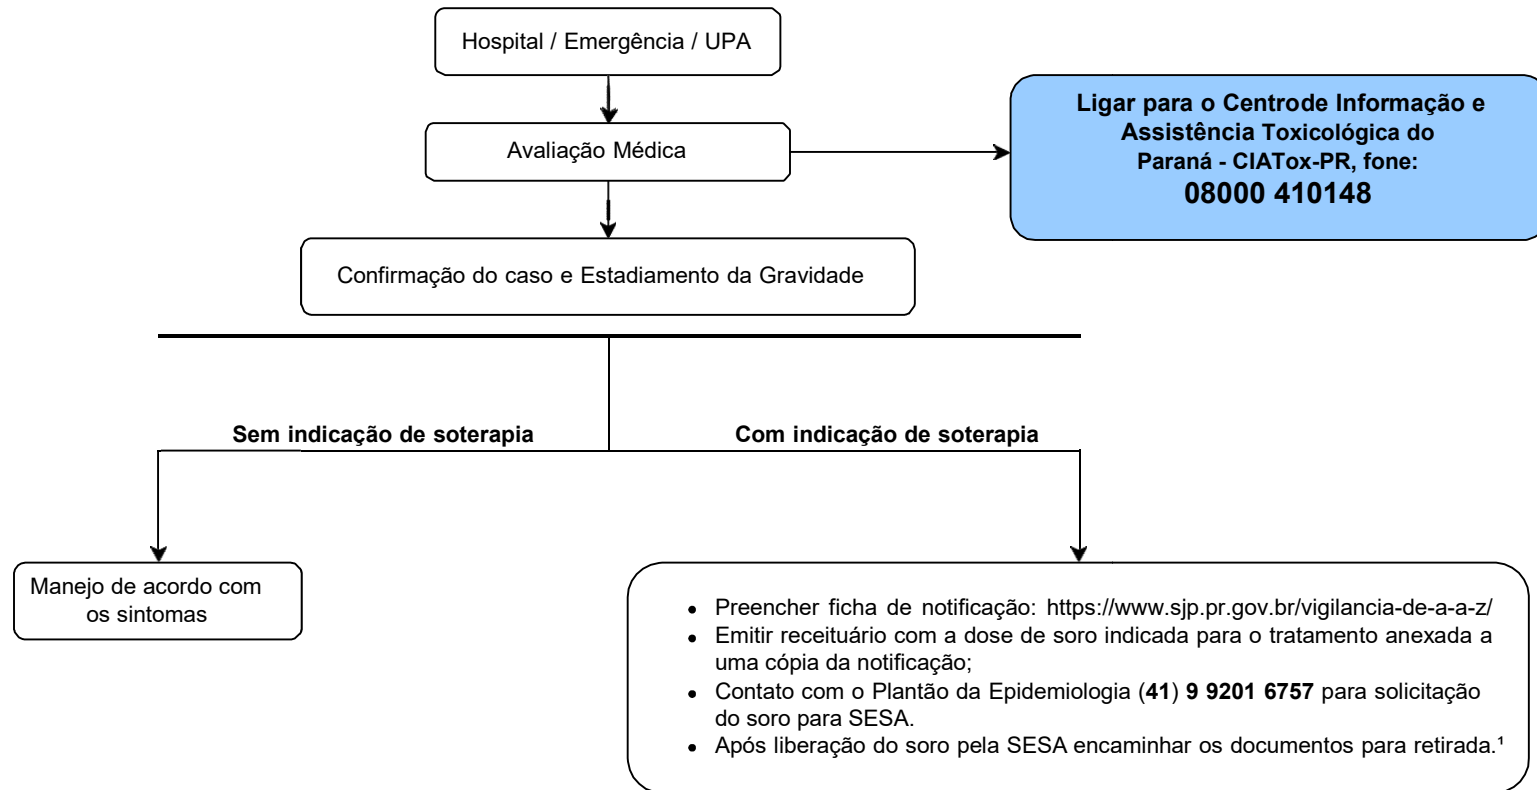 Hospital / Emergência / UPA
Ligar para o Centrode Informação e
Assistência Toxicológica do
Paraná - CIATox-PR, fone:
08000 410148
Avaliação Médica
Confirmação do caso e Estadiamento da Gravidade
Sem indicação de soterapia
Com indicação de soterapia
Manejo de acordo com
os sintomas
• Preencher ficha de notificação: https://www.sjp.pr.gov.br/vigilancia-de-a-a-z/
• Emitir receituário com a dose de soro indicada para o tratamento anexada a
uma cópia da notificação;
• Contato com o Plantão da Epidemiologia (41) 9 9201 6757 para solicitação
do soro para SESA.
• Após liberação do soro pela SESA encaminhar os documentos para retirada.¹